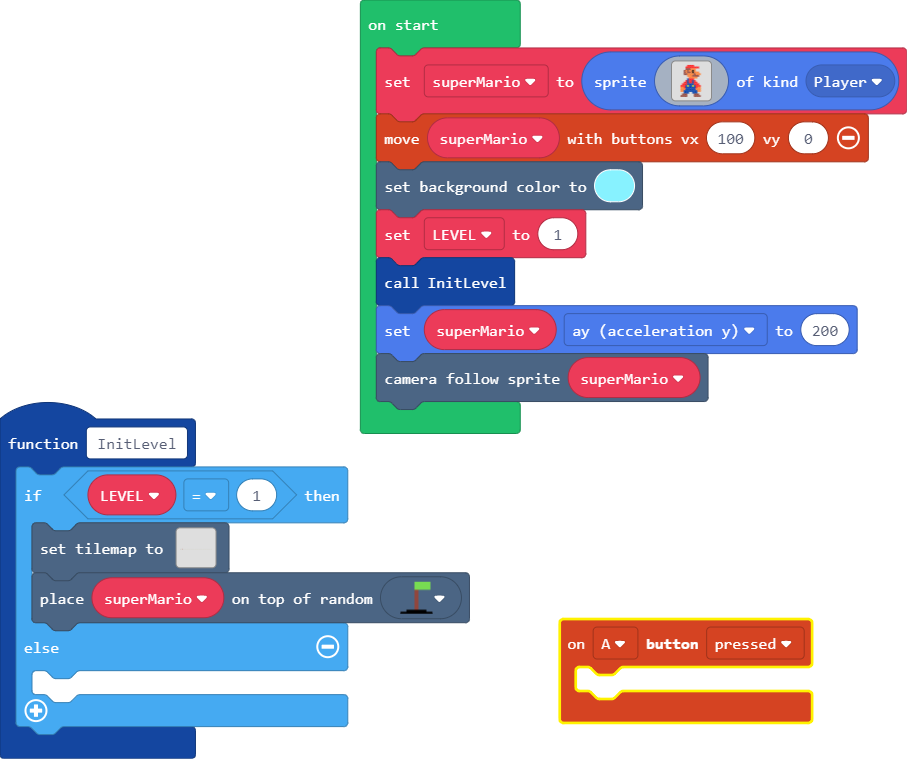 on start
set superMario to sprite of kind Player
move superMario with buttons vx 100 vy 0
set background color to
set LEVEL to 1
call InitLevel
set superMario ay (acceleration y) to 200
camera follow sprite superMario
function InitLevel
if LEVEL = 1 then
set tilemap to
place superMario on top of random
else
on A button pressed